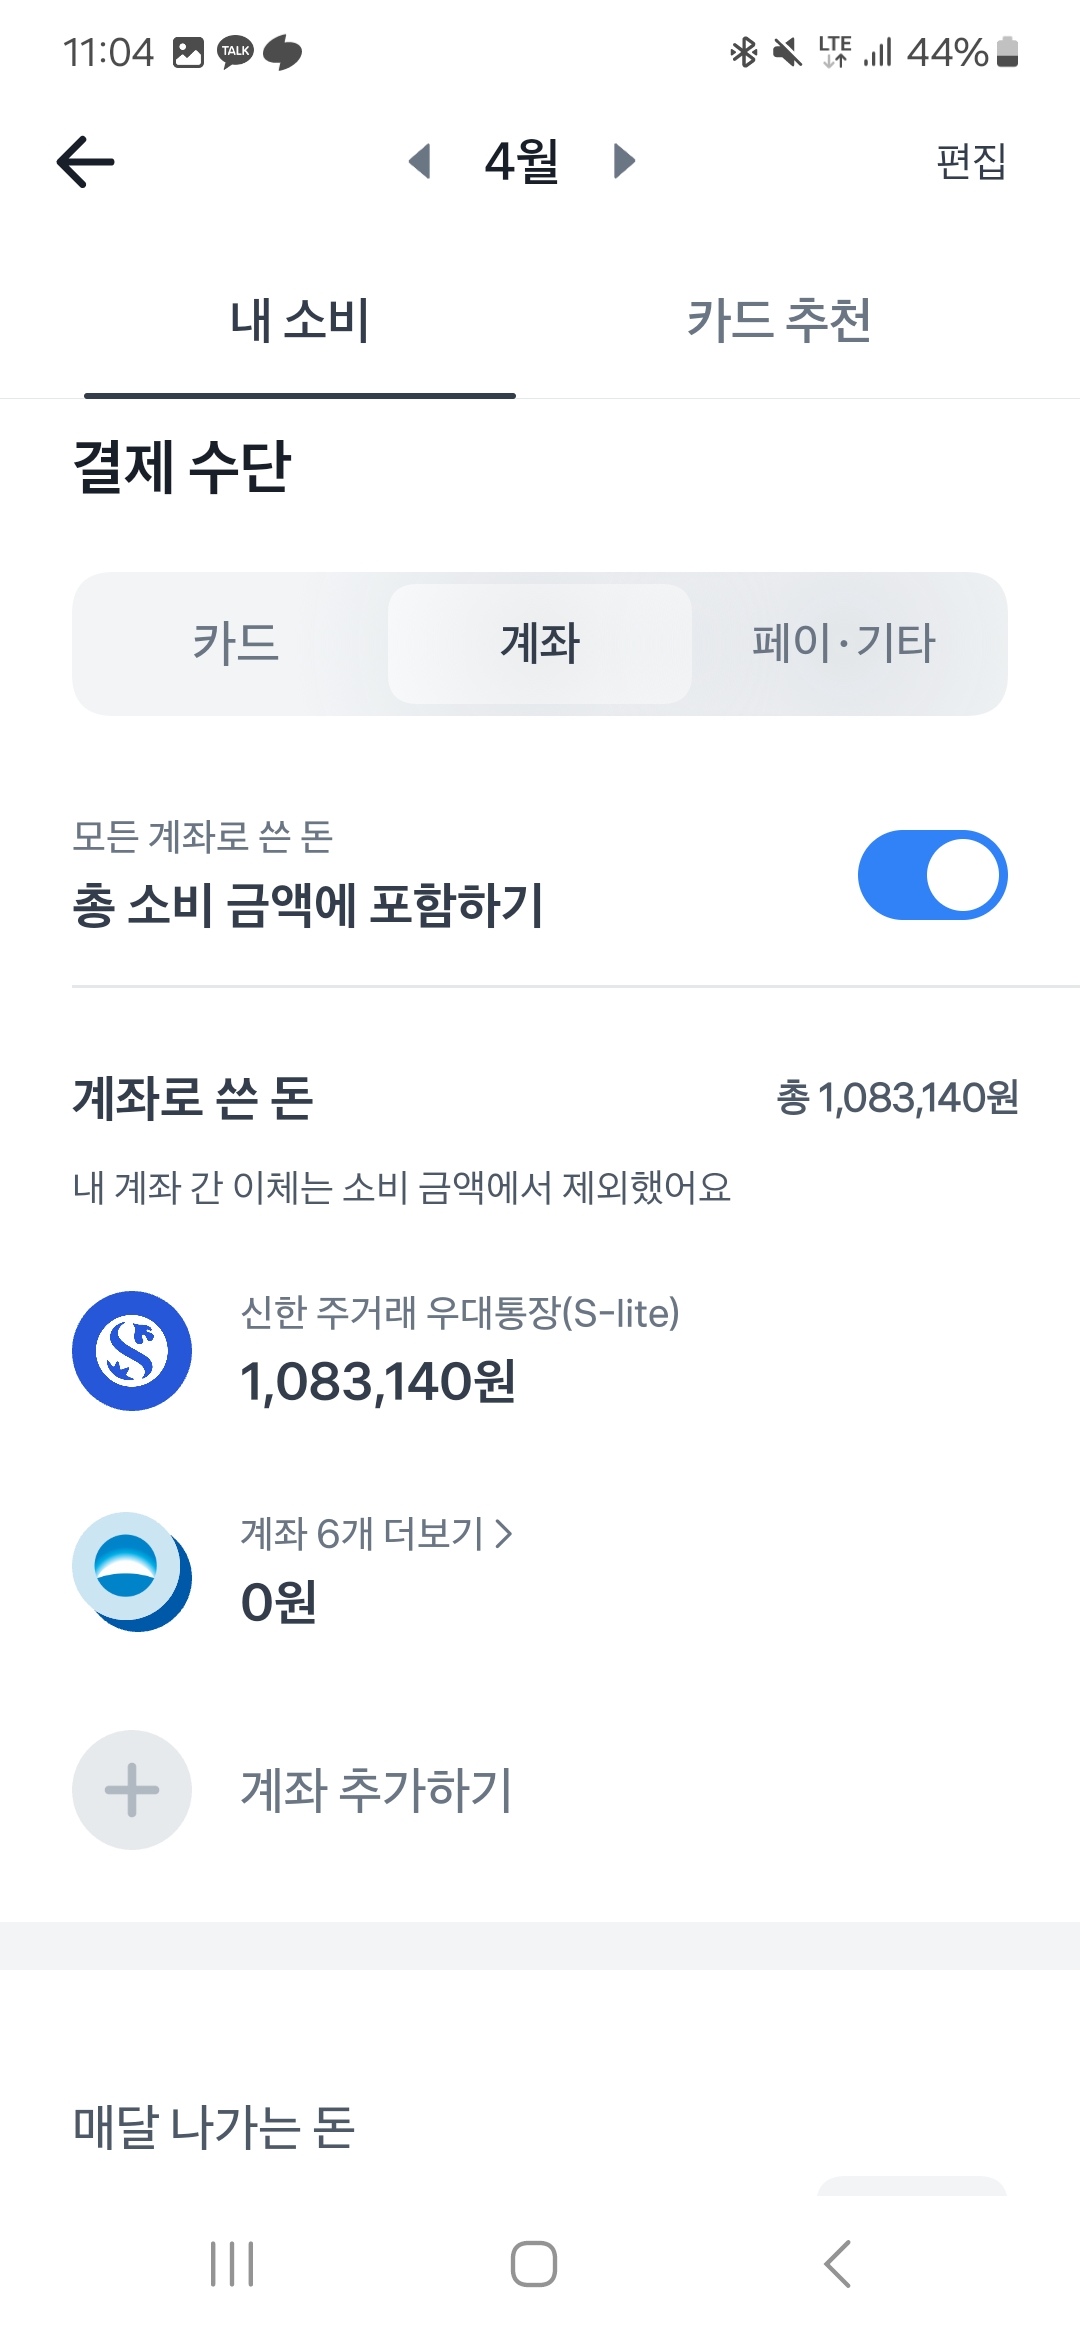 11:04 TALK LTE 44%
4월 편집
내 소비 카드 추천
결제 수단
카드 계좌 페이·기타
모든 계좌로 쓴 돈
총 소비 금액에 포함하기
계좌로 쓴 돈 총 1,083,140원
내 계좌 간 이체는 소비 금액에서 제외했어요
신한 주거래 우대통장(S-lite)
1,083,140원
계좌 6개 더보기 >
0원
계좌 추가하기
매달 나가는 돈